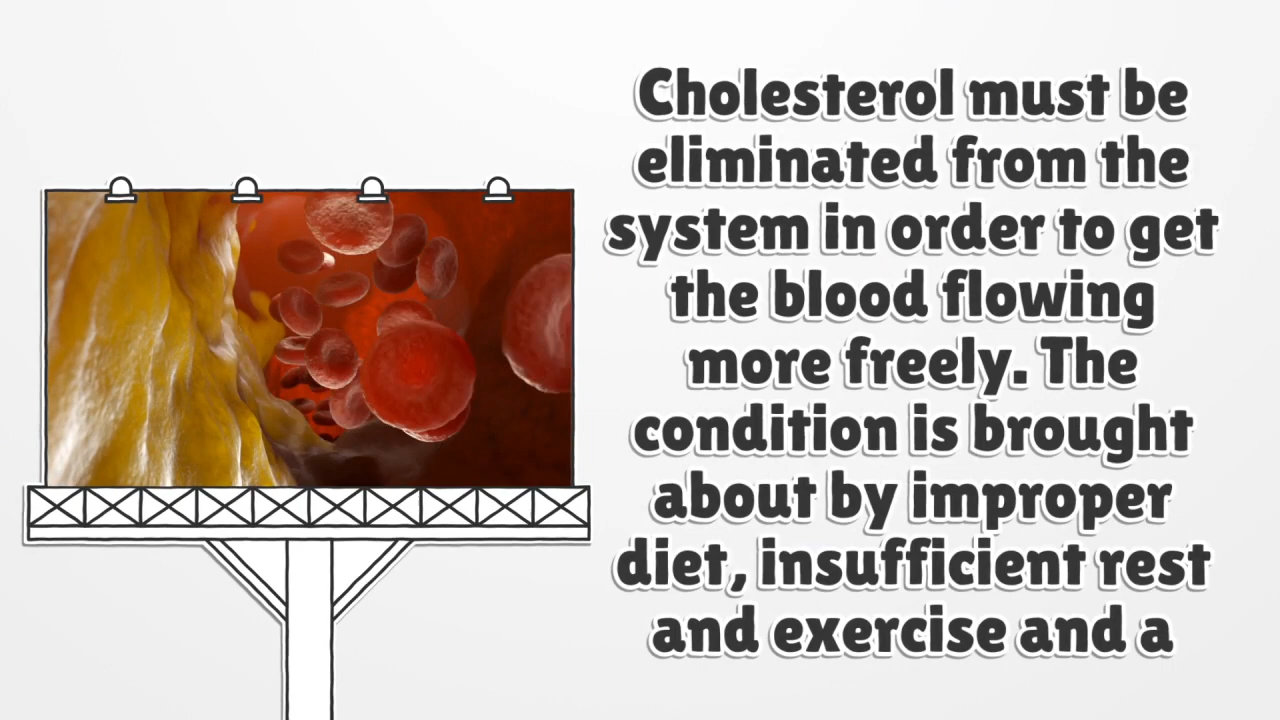 Cholesterol must be
eliminated from the
system in order to get
the blood flowing
more freely. The
condition is brought
about by improper
diet, insufficient rest
and exercise and a